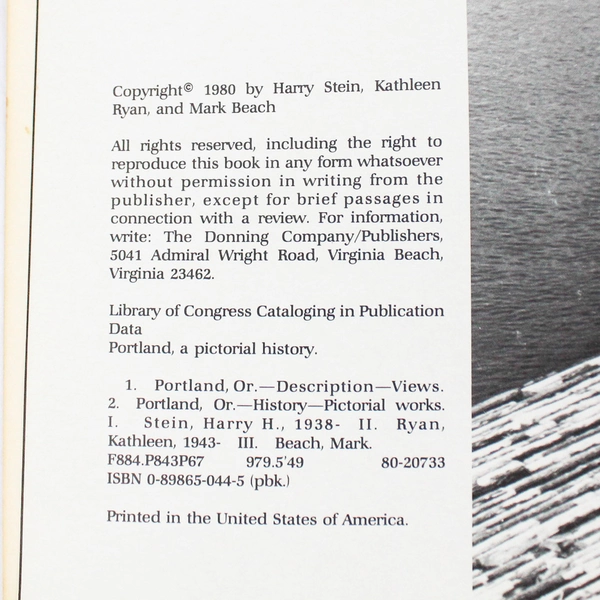 Copyright© 1980 by Harry Stein, Kathleen
Ryan, and Mark Beach
All rights reserved, including the right to
reproduce this book in any form whatsoever
without permission in writing from the
publisher, except for brief passages in
connection with a review. For information,
write: The Donning Company/Publishers,
5041 Admiral Wright Road, Virginia Beach,
Virginia 23462.
Library of Congress Cataloging in Publication
Data
Portland, a pictorial history.
1. Portland, Or.—Description—Views.
2. Portland, Or.—History—Pictorial works.
I. Stein, Harry H., 1938- II. Ryan,
Kathleen, 1943- III. Beach, Mark.
F884.P843P67 979.5'49 80-20733
ISBN 0-89865-044-5 (pbk.)
Printed in the United States of America.